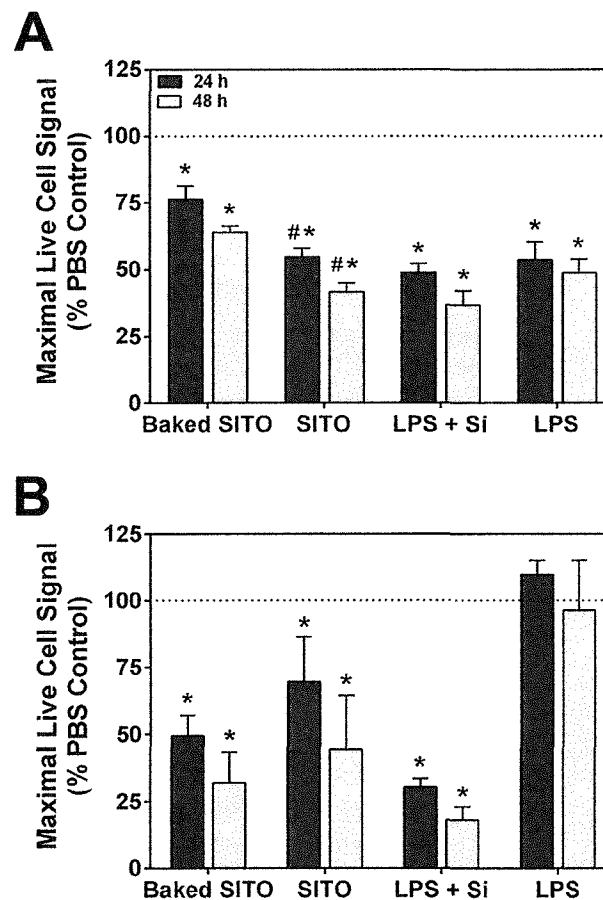 A
Maximal Live Cell Signal
(% PBS Control)
125
100
75
50
25
0
24 h
48 h
*
*
#*
#*
*
*
*
*
Baked SITO SITO LPS + Si LPS
B
Maximal Live Cell Signal
(% PBS Control)
125
100
75
50
25
0
*
*
*
*
*
*
Baked SITO SITO LPS + Si LPS